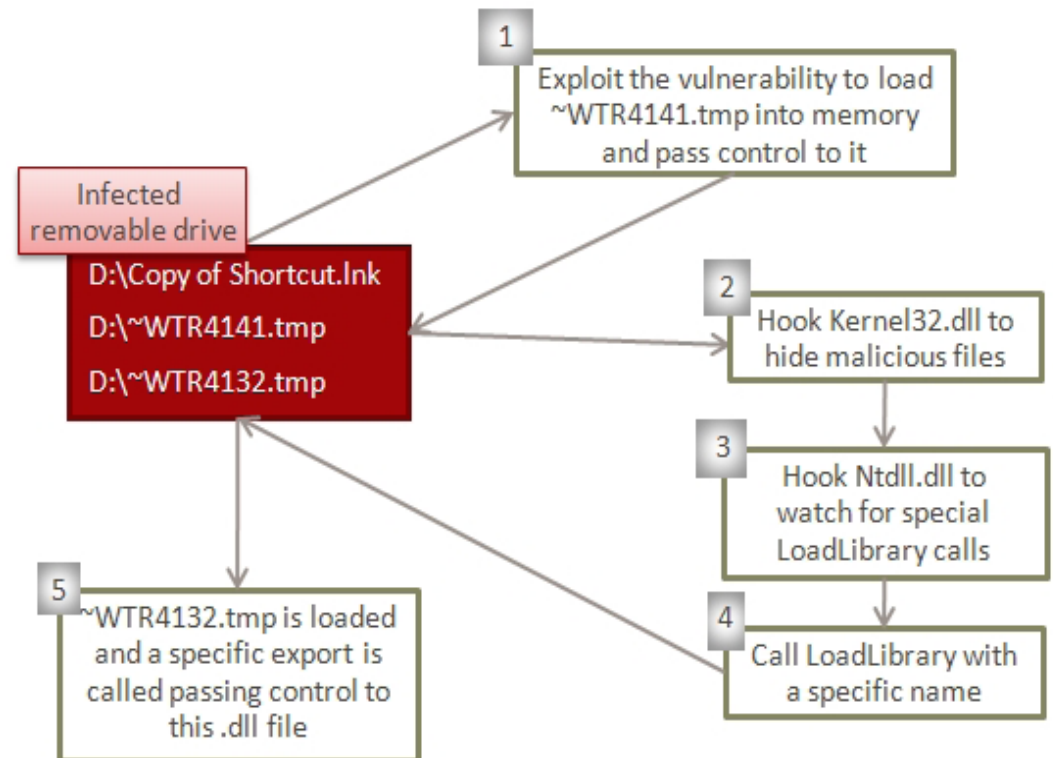 1
Exploit the vulnerability to load
~WTR4141.tmp into memory
and pass control to it
Infected
removable drive
D:\Copy of Shortcut.lnk
D:\~WTR4141.tmp
D:\~WTR4132.tmp
2
Hook Kernel32.dll to
hide malicious files
3
Hook Ntdll.dll to
watch for special
LoadLibrary calls
4
Call LoadLibrary with
a specific name
5
~WTR4132.tmp is loaded
and a specific export is
called passing control to
this .dll file